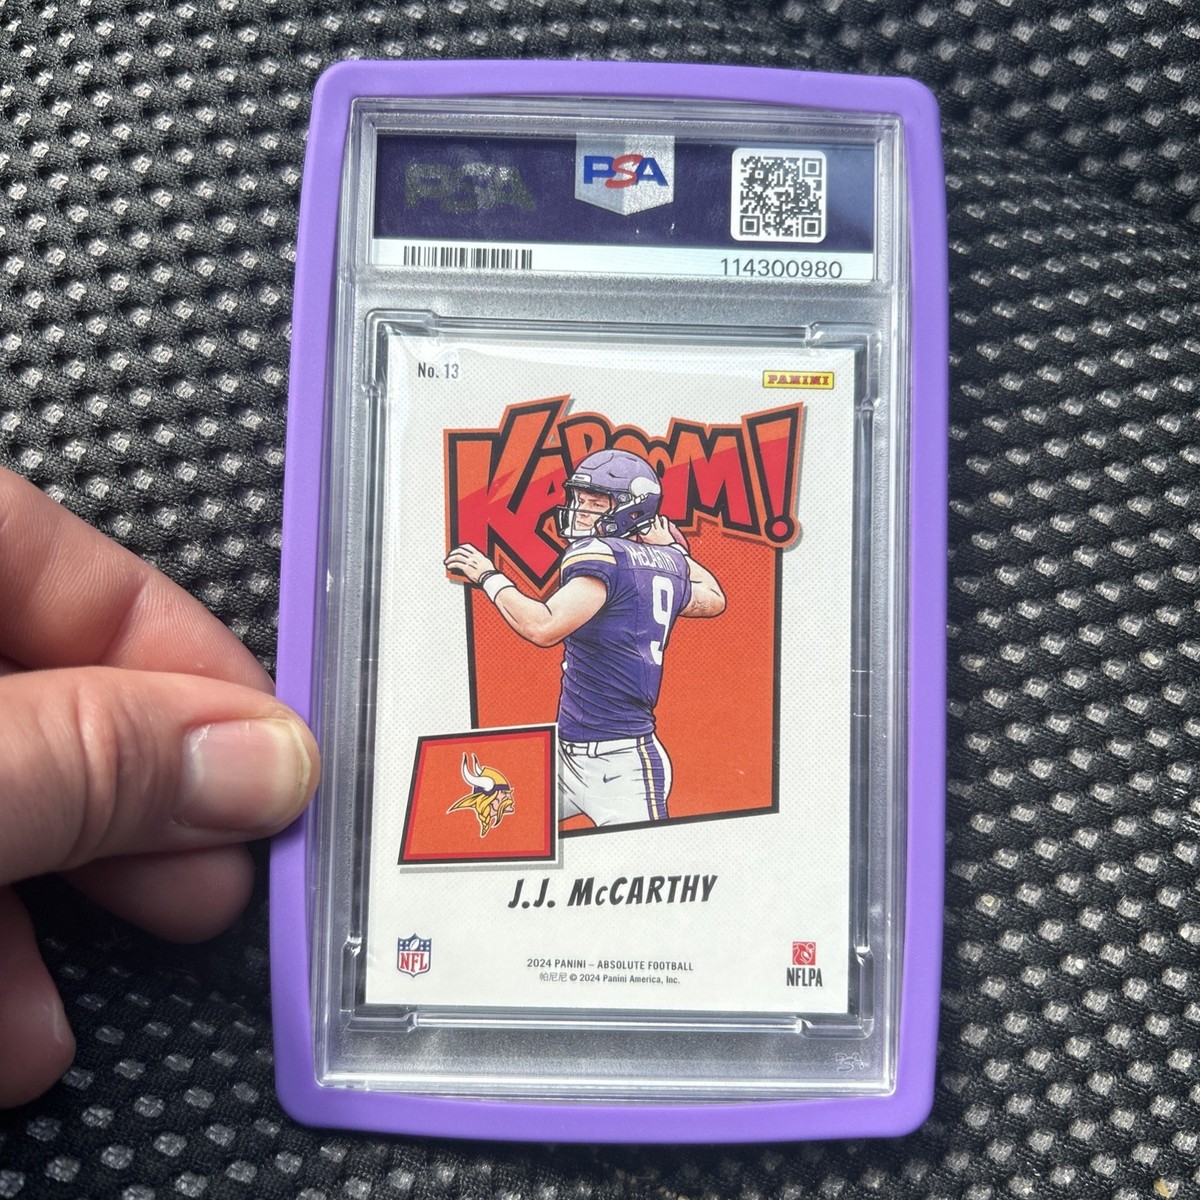 PSA
PSA
114300980
No. 13
PANINI
KABOOM!
McCARTHY
9
J.J. McCARTHY
NFL
2024 PANINI – ABSOLUTE FOOTBALL
帕尼尼 © 2024 Panini America, Inc.
NFLPA